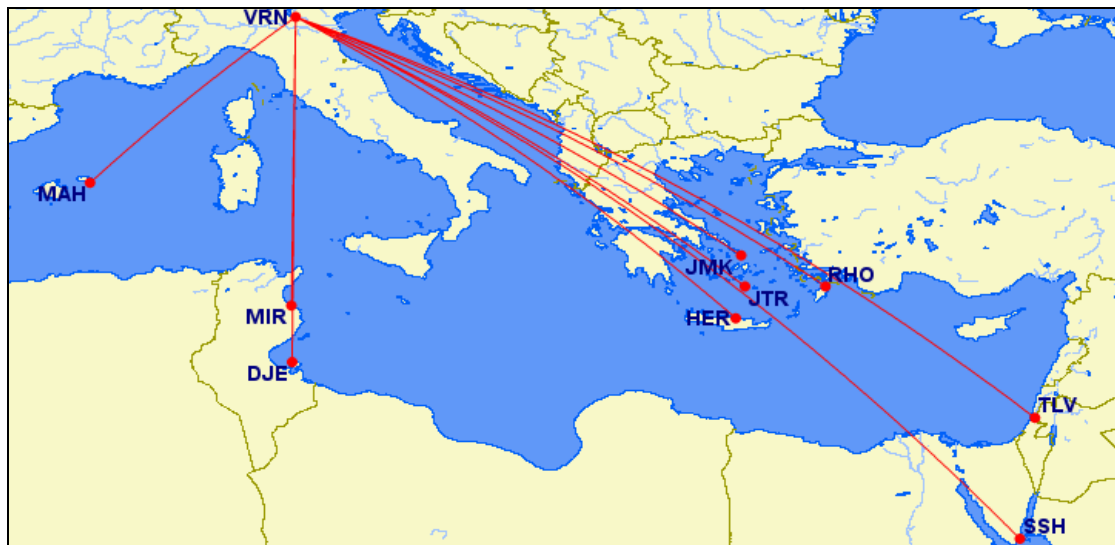 VRN
MAH
JMK
RHO
JTR
MIR
HER
DJE
TLV
SSH